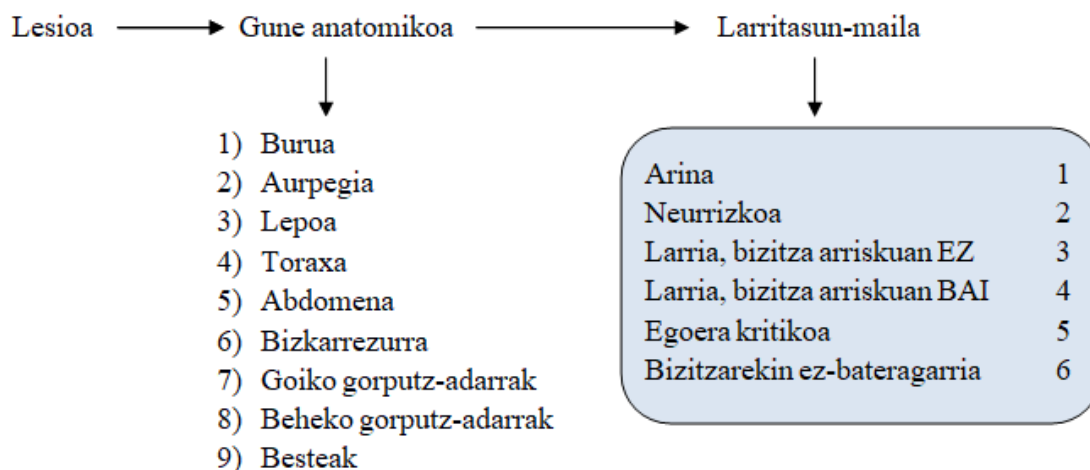 Lesioa Gune anatomikoa Larritasun-maila
1) Burua
2) Aurpegia
3) Lepoa
4) Toraxa
5) Abdomena
6) Bizkarrezurra
7) Goiko gorputz-adarrak
8) Beheko gorputz-adarrak
9) Besteak
Arina 1
Neurrizkoa 2
Larria, bizitza arriskuan EZ 3
Larria, bizitza arriskuan BAI 4
Egoera kritikoa 5
Bizitzarekin ez-bateragarria 6